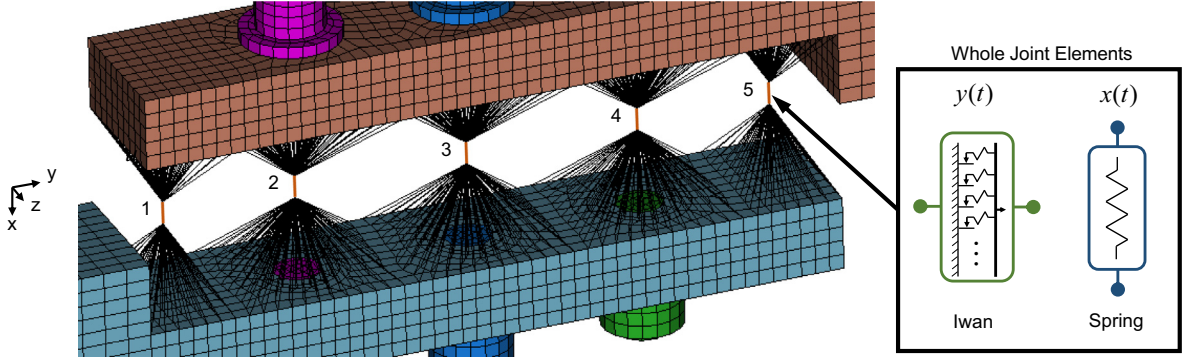 Whole Joint Elements
y(t)
x(t)
5
4
3
2
1
y
z
x
Iwan
Spring